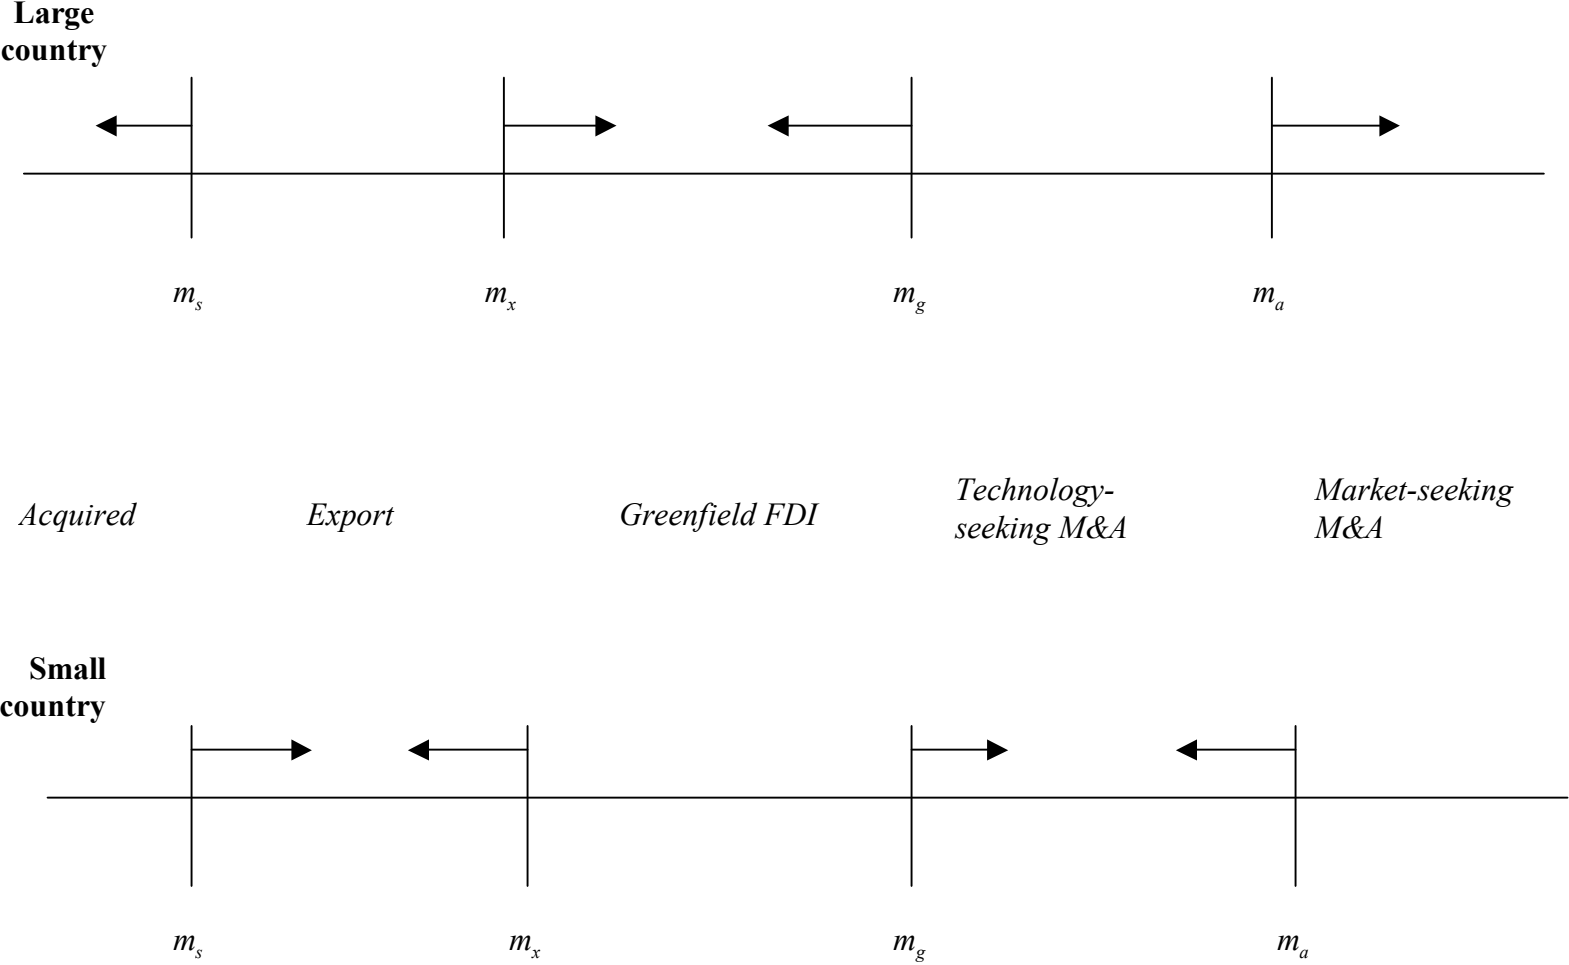 Large
country
m_s m_x m_g m_a
Acquired Export Greenfield FDI Technology-
seeking M&A Market-seeking
M&A
Small
country
m_s m_x m_g m_a